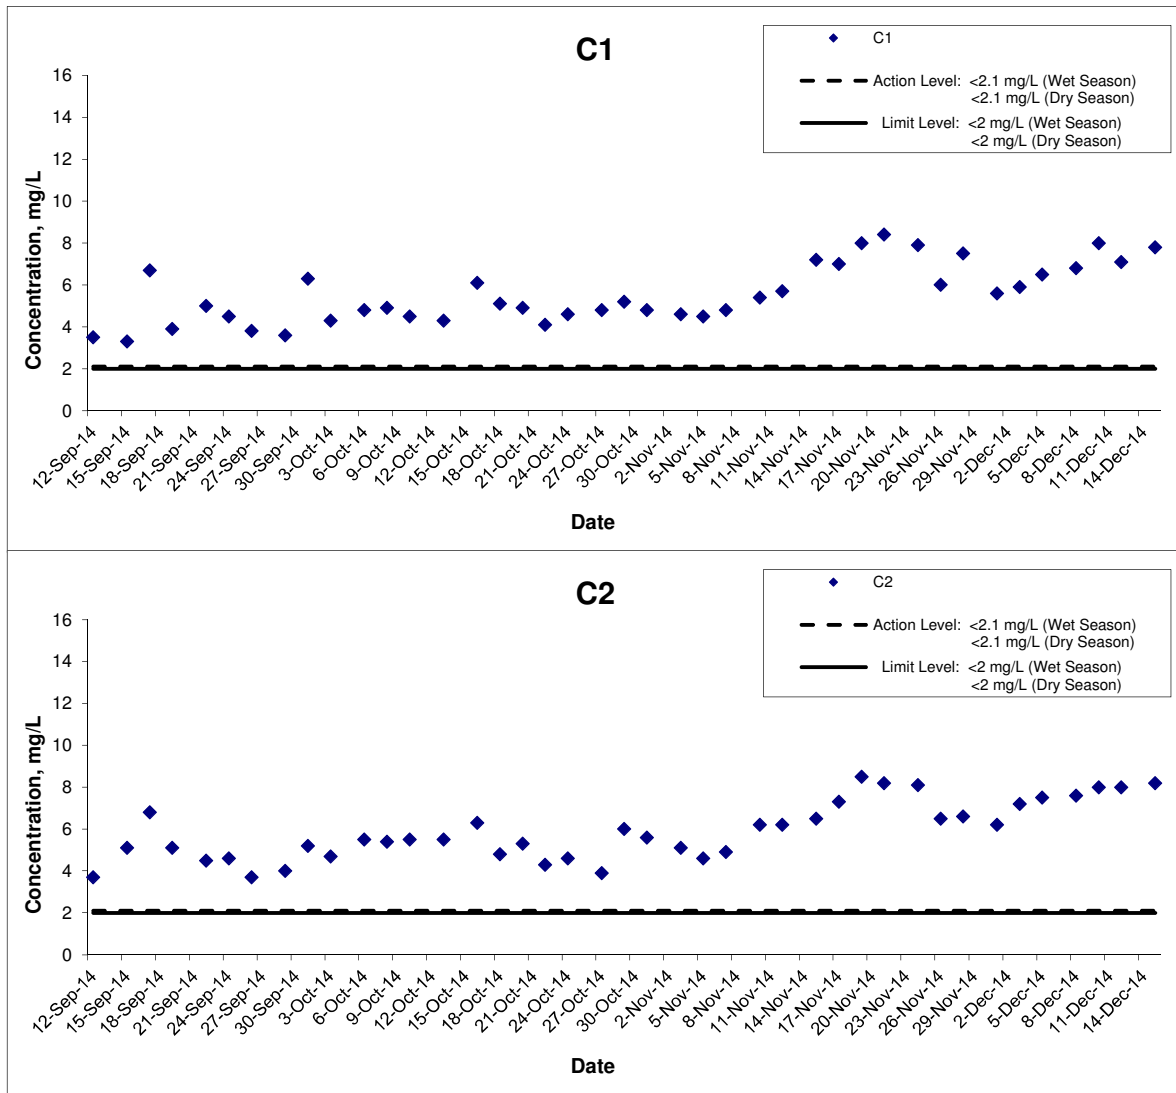 C1
C1
Action Level: <2.1 mg/L (Wet Season)
<2.1 mg/L (Dry Season)
Limit Level: <2 mg/L (Wet Season)
<2 mg/L (Dry Season)
Concentration, mg/L
16
14
12
10
8
6
4
2
0
12-Sep-14
15-Sep-14
18-Sep-14
21-Sep-14
24-Sep-14
27-Sep-14
30-Sep-14
3-Oct-14
6-Oct-14
9-Oct-14
12-Oct-14
15-Oct-14
18-Oct-14
21-Oct-14
24-Oct-14
27-Oct-14
30-Oct-14
2-Nov-14
5-Nov-14
8-Nov-14
11-Nov-14
14-Nov-14
17-Nov-14
20-Nov-14
23-Nov-14
26-Nov-14
29-Nov-14
2-Dec-14
5-Dec-14
8-Dec-14
11-Dec-14
14-Dec-14
Date
C2
C2
Action Level: <2.1 mg/L (Wet Season)
<2.1 mg/L (Dry Season)
Limit Level: <2 mg/L (Wet Season)
<2 mg/L (Dry Season)
Concentration, mg/L
16
14
12
10
8
6
4
2
0
12-Sep-14
15-Sep-14
18-Sep-14
21-Sep-14
24-Sep-14
27-Sep-14
30-Sep-14
3-Oct-14
6-Oct-14
9-Oct-14
12-Oct-14
15-Oct-14
18-Oct-14
21-Oct-14
24-Oct-14
27-Oct-14
30-Oct-14
2-Nov-14
5-Nov-14
8-Nov-14
11-Nov-14
14-Nov-14
17-Nov-14
20-Nov-14
23-Nov-14
26-Nov-14
29-Nov-14
2-Dec-14
5-Dec-14
8-Dec-14
11-Dec-14
14-Dec-14
Date